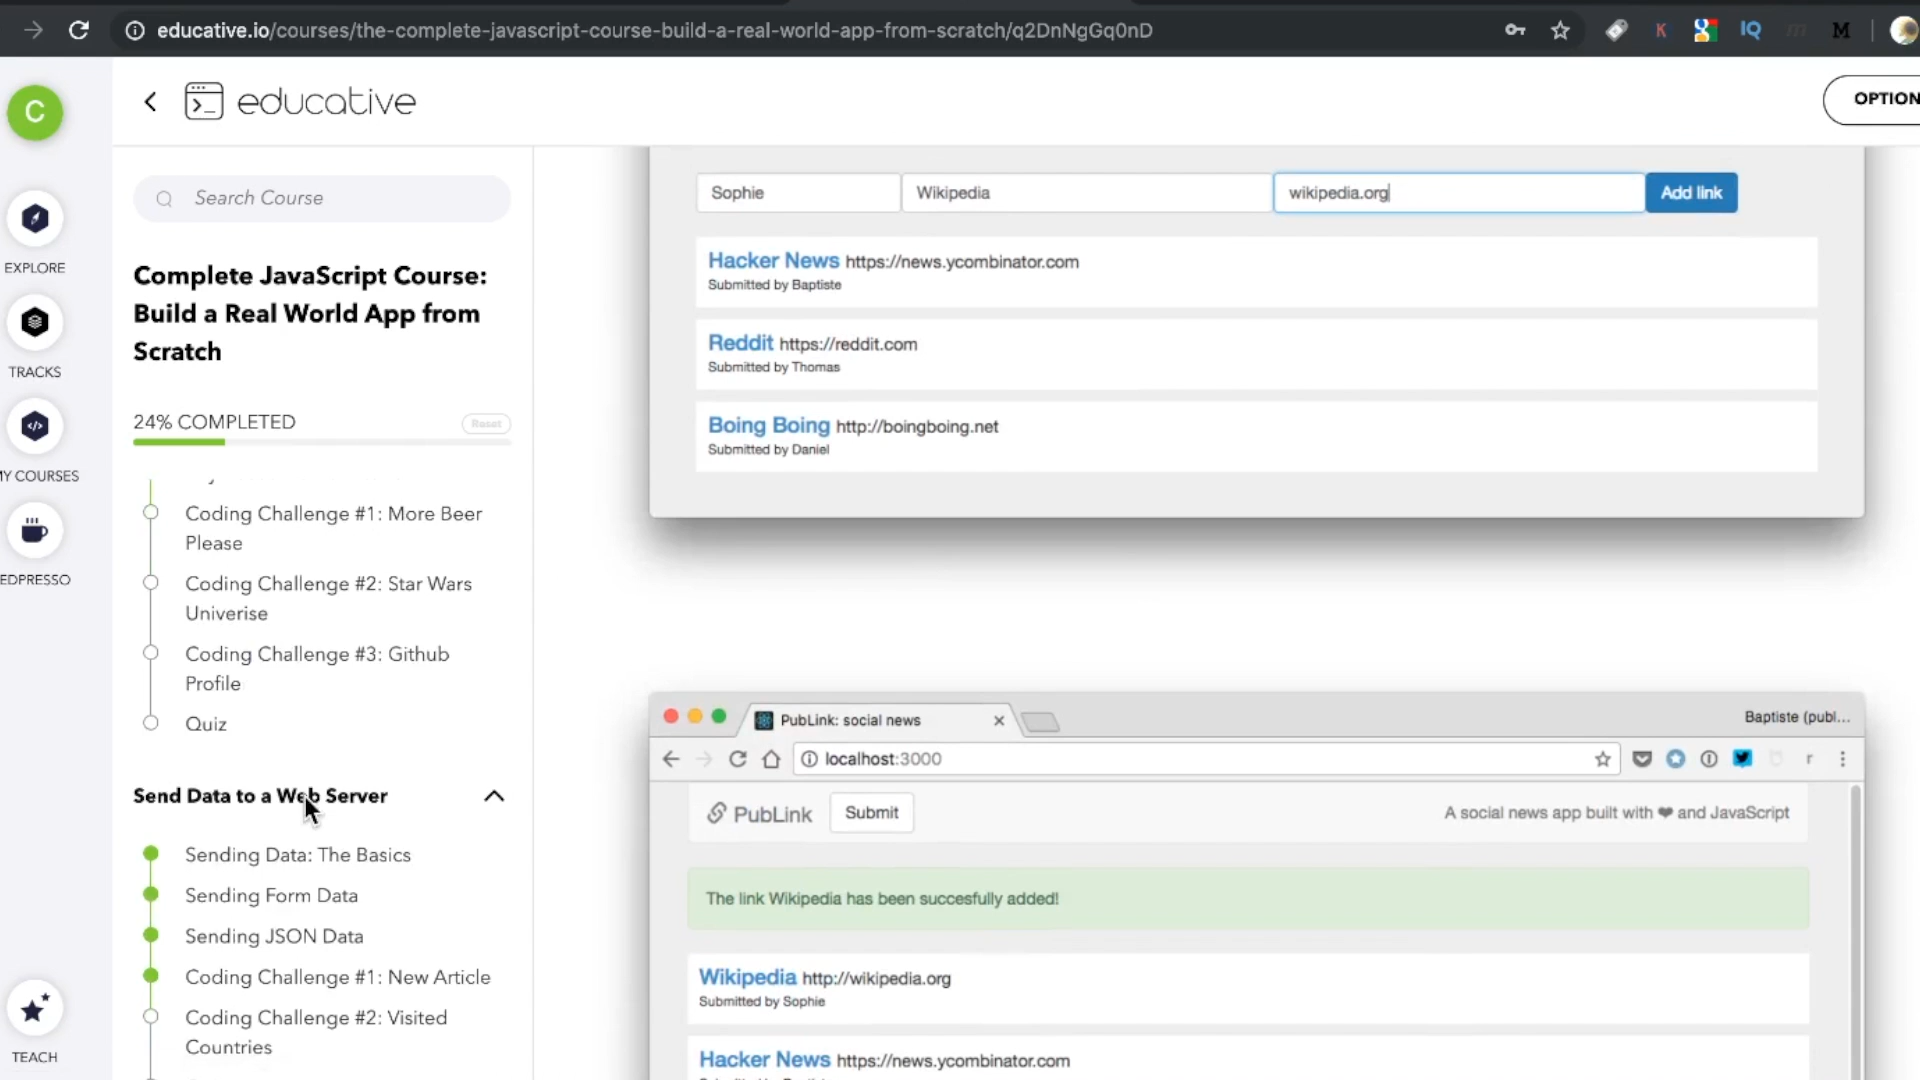 educative.io/courses/the-complete-javascript-course-build-a-real-world-app-from-scratch/q2DnNgGq0nD
K
IQ
m
M
C
educative
OPTION
Search Course
EXPLORE
TRACKS
MY COURSES
EDPRESSO
TEACH
Complete JavaScript Course:
Build a Real World App from
Scratch
24% COMPLETED
Reset
Coding Challenge #1: More Beer
Please
Coding Challenge #2: Star Wars
Univerise
Coding Challenge #3: Github
Profile
Quiz
Send Data to a Web Server
Sending Data: The Basics
Sending Form Data
Sending JSON Data
Coding Challenge #1: New Article
Coding Challenge #2: Visited
Countries
Sophie
Wikipedia
wikipedia.org
Add link
Hacker News https://news.ycombinator.com
Submitted by Baptiste
Reddit https://reddit.com
Submitted by Thomas
Boing Boing http://boingboing.net
Submitted by Daniel
PubLink: social news
Baptiste (publ...
localhost:3000
r
PubLink
Submit
A social news app built with ❤ and JavaScript
The link Wikipedia has been succesfully added!
Wikipedia http://wikipedia.org
Submitted by Sophie
Hacker News https://news.ycombinator.com